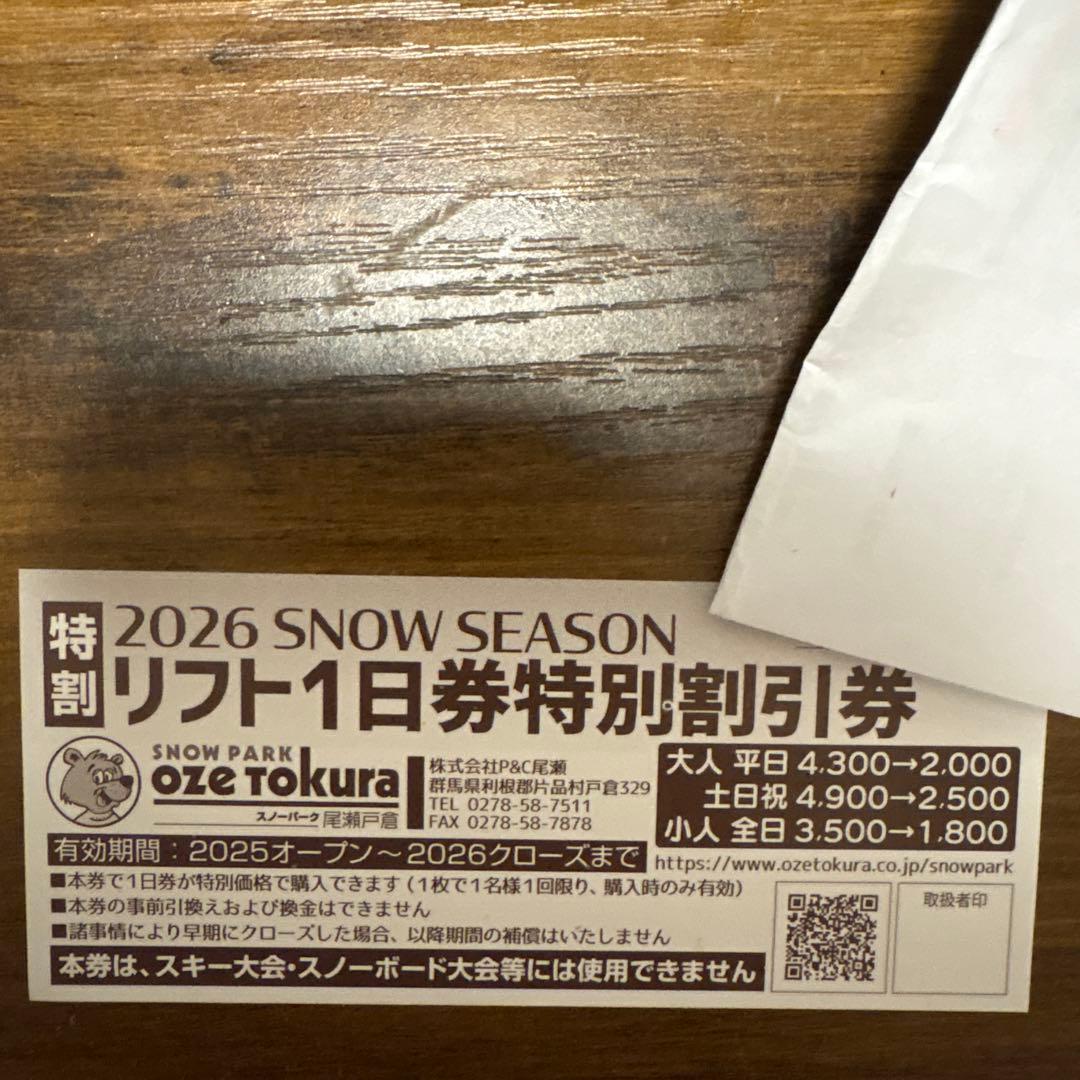 特割
2026 SNOW SEASON
リフト1日券特別割引券
SNOW PARK
oze Tokura
スノーパーク 尾瀬戸倉
株式会社P&C尾瀬
群馬県利根郡片品村戸倉329
TEL 0278-58-7511
FAX 0278-58-7878
大人 平日 4,300→2,000
土日祝 4,900→2,500
小人 全日 3,500→1,800
有効期間：2025オープン～2026クローズまで
https://www.ozetokura.co.jp/snowpark
■本券で1日券が特別価格で購入できます（1枚で1名様1回限り、購入時のみ有効）
■本券の事前引換えおよび換金はできません
■諸事情により早期にクローズした場合、以降期間の補償はいたしません
本券は、スキー大会・スノーボード大会等には使用できません
取扱者印